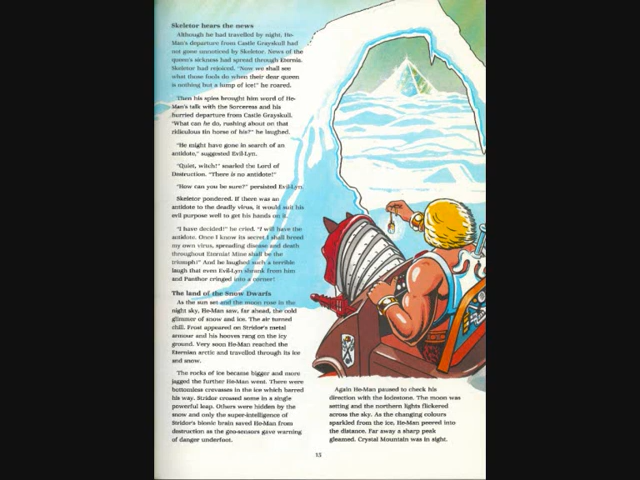 Skeletor hears the news
Although he had travelled by night, He-
Man's departure from Castle Grayskull had
not gone unnoticed by Skeletor. News of the
queen's sickness had spread through Eternia.
Skeletor had rejoiced. "Now we shall see
what those fools do when their dear queen
is nothing but a lump of ice!" he roared.
Then his spies brought him word of He-
Man's talk with the Sorceress and his
hurried departure from Castle Grayskull.
"What can he do, rushing about on that
ridiculous tin horse of his?" he laughed.
"He might have gone in search of an
antidote," suggested Evil-Lyn.
"Quiet, witch!" snarled the Lord of
Destruction. "There is no antidote!"
"How can you be sure?" persisted Evil-Lyn.
Skeletor pondered. If there was an
antidote to the deadly virus, it would suit his
evil purpose well to get his hands on it.
"I have decided!" he cried. "I will have the
antidote. Once I know its secret I shall breed
my own virus, spreading disease and death
throughout Eternia! Mine shall be the
triumph!" And he laughed such a terrible
laugh that even Evil-Lyn shrank from him
and Panthor cringed into a corner!
The land of the Snow Dwarfs
As the sun set and the moon rose in the
night sky, He-Man saw, far ahead, the cold
glimmer of snow and ice. The air turned
chill. Frost appeared on Stridor's metal
armour and his hooves rang on the icy
ground. Very soon He-Man reached the
Eternian arctic and travelled through its ice
and snow.
The rocks of ice became bigger and more
jagged the further He-Man went. There were
bottomless crevasses in the ice which barred
his way. Stridor crossed some in a single
powerful leap. Others were hidden by the
snow and only the super-intelligence of
Stridor's bionic brain saved He-Man from
destruction as the geo-sensors gave warning
of danger underfoot.
Again He-Man paused to check his
direction with the lodestone. The moon was
setting and the northern lights flickered
across the sky. As the changing colours
sparkled from the ice, He-Man peered into
the distance. Far away a sharp peak
gleamed. Crystal Mountain was in sight.
15